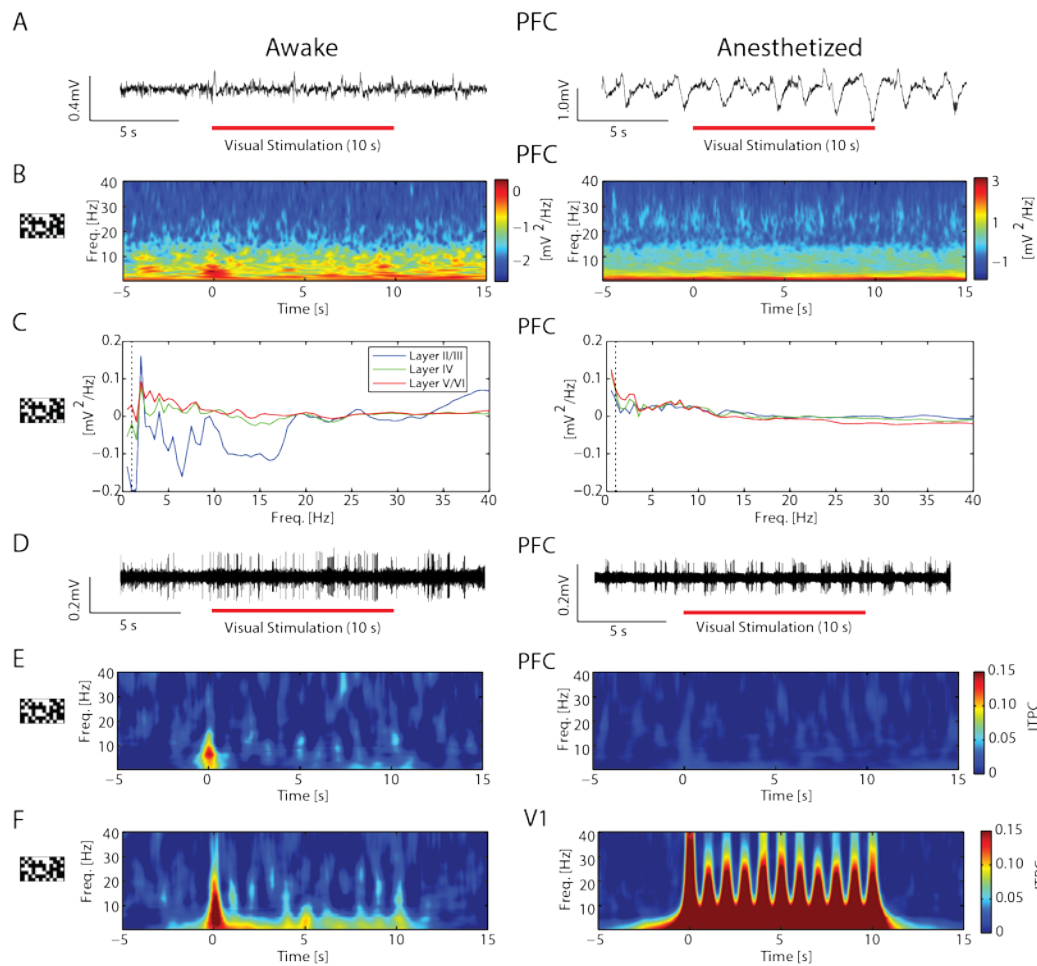 A
PFC
Awake
Anesthetized
0.4mV
5 s
Visual Stimulation (10 s)
1.0mV
5 s
Visual Stimulation (10 s)
B
PFC
Freq. [Hz]
40
30
20
10
−5 0 5 10 15
Time [s]
0
−1
−2
[mV²/Hz]
Freq. [Hz]
40
30
20
10
−5 0 5 10 15
Time [s]
3
1
−1
[mV²/Hz]
C
PFC
[mV²/Hz]
0.2
0.1
0
−0.1
−0.2
Layer II/III
Layer IV
Layer V/VI
0 5 10 15 20 25 30 35 40
Freq. [Hz]
[mV²/Hz]
0.2
0.1
0
−0.1
−0.2
0 5 10 15 20 25 30 35 40
Freq. [Hz]
D
PFC
0.2mV
5 s
Visual Stimulation (10 s)
0.2mV
5 s
Visual Stimulation (10 s)
E
PFC
Freq. [Hz]
40
30
20
10
−5 0 5 10 15
Time [s]
Freq. [Hz]
40
30
20
10
−5 0 5 10 15
Time [s]
0.15
0.10
0.05
0
ITPC
F
V1
Freq. [Hz]
40
30
20
10
−5 0 5 10 15
Time [s]
Freq. [Hz]
40
30
20
10
−5 0 5 10 15
Time [s]
0.15
0.10
0.05
0
ITPC